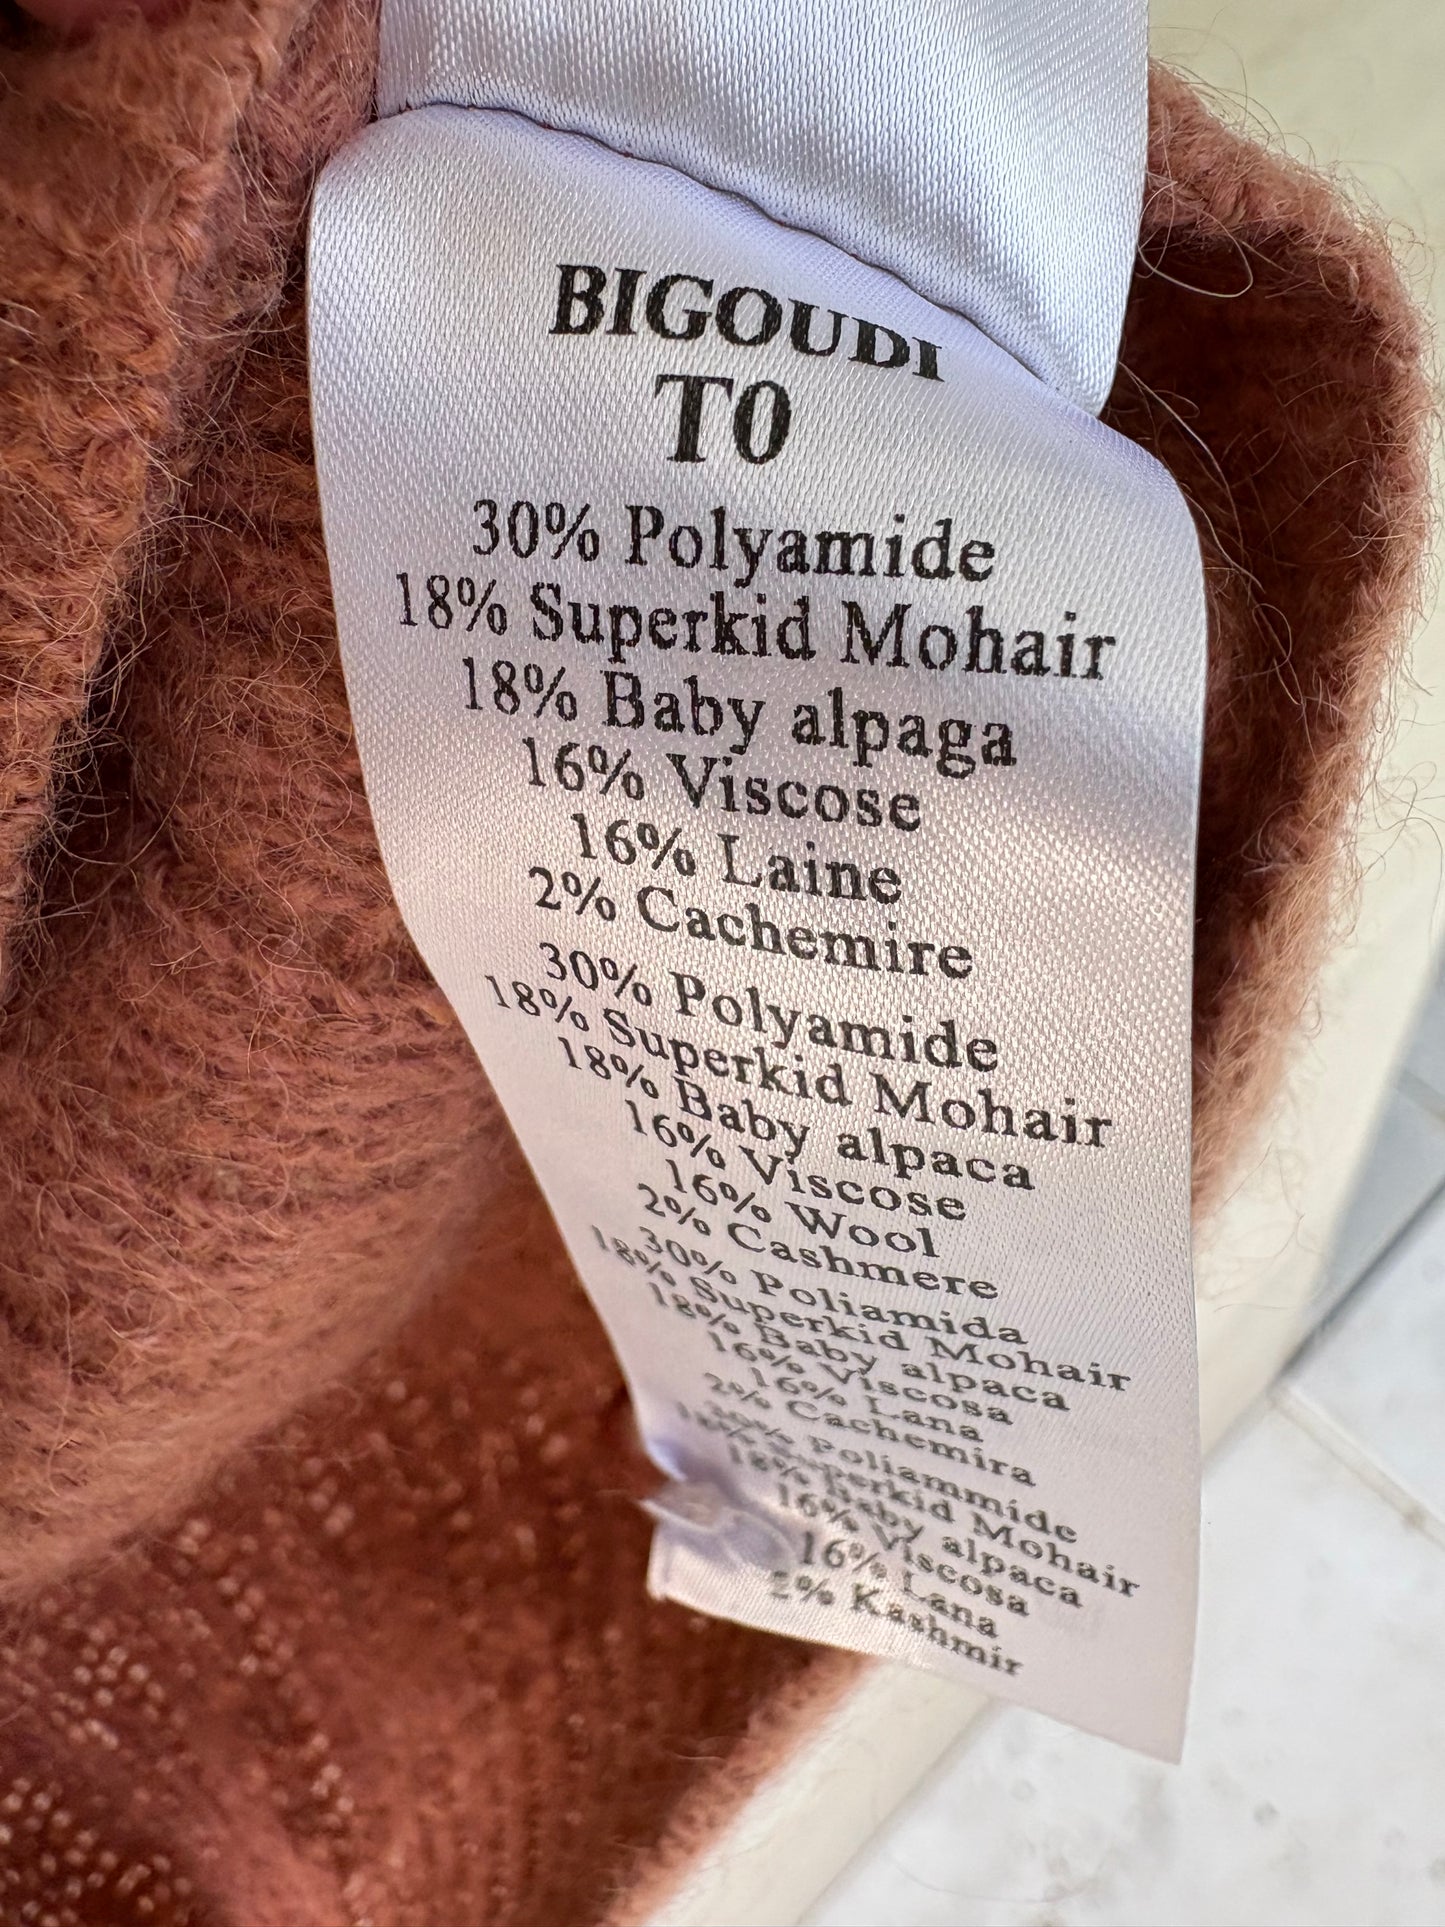 BIGOUDI
T0
30% Polyamide
18% Superkid Mohair
18% Baby alpaga
16% Viscose
16% Laine
2% Cachemire
30% Polyamide
18% Superkid Mohair
18% Baby alpaca
16% Viscose
16% Wool
2% Cashmere
30% Poliamida
18% Superkid Mohair
18% Baby alpaca
16% Viscosa
16% Lana
2% Cachemira
30% Poliammide
18% Superkid Mohair
18% Baby alpaca
16% Viscosa
16% Lana
2% Kashmir